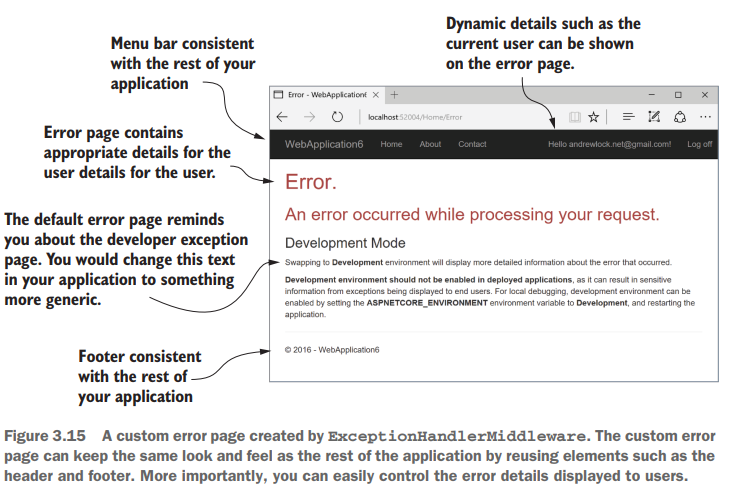 Dynamic details such as the
current user can be shown
on the error page.
Menu bar consistent
with the rest of your
application
Error - WebApplication6
localhost:52004/Home/Error
Error page contains
appropriate details for the
user details for the user.
WebApplication6 Home About Contact Hello andrewlock.net@gmail.com! Log off
Error.
An error occurred while processing your request.
The default error page reminds
you about the developer exception
page. You would change this text
in your application to something
more generic.
Development Mode
Swapping to Development environment will display more detailed information about the error that occurred.
Development environment should not be enabled in deployed applications, as it can result in sensitive
information from exceptions being displayed to end users. For local debugging, development environment can be
enabled by setting the ASPNETCORE_ENVIRONMENT environment variable to Development, and restarting the
application.
Footer consistent
with the rest of
your application
© 2016 - WebApplication6
Figure 3.15 A custom error page created by ExceptionHandlerMiddleware. The custom error
page can keep the same look and feel as the rest of the application by reusing elements such as the
header and footer. More importantly, you can easily control the error details displayed to users.